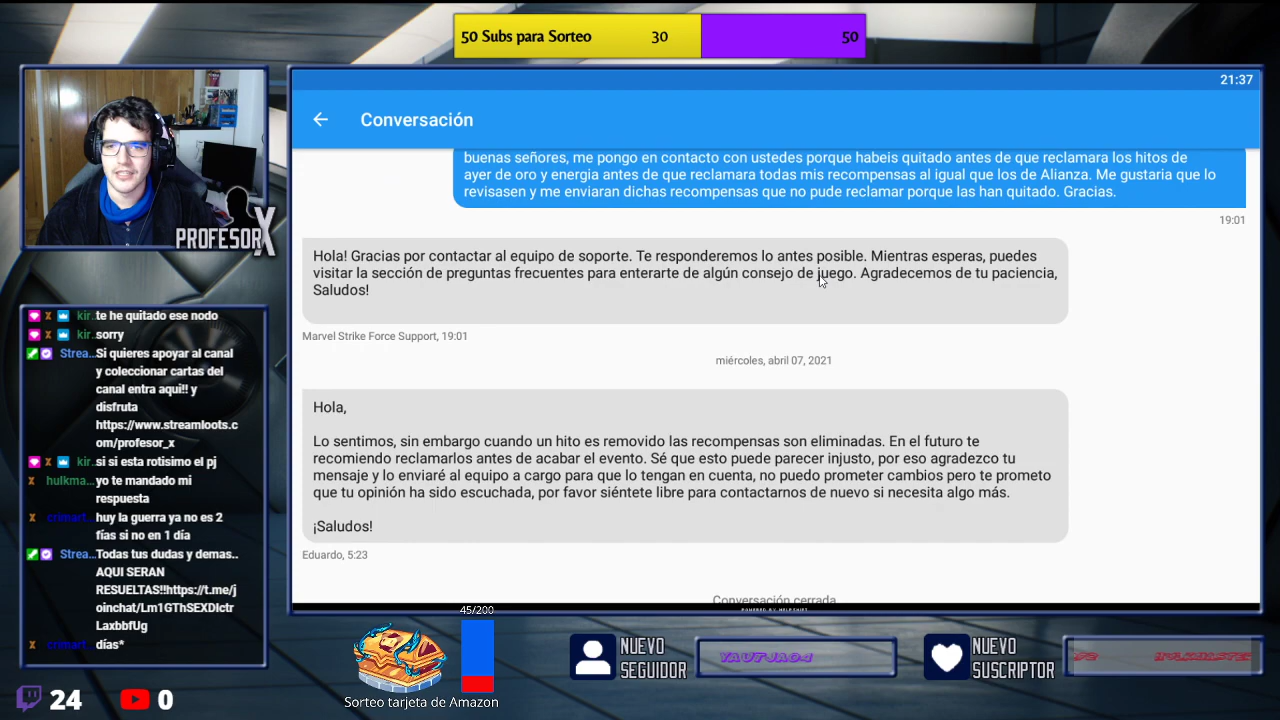 50 Subs para Sorteo 30 50
21:37
Conversación
buenas señores, me pongo en contacto con ustedes porque habeis quitado antes de que reclamara los hitos de
ayer de oro y energia antes de que reclamara todas mis recompensas al igual que los de Alianza. Me gustaria que lo
revisasen y me enviaran dichas recompensas que no pude reclamar porque las han quitado. Gracias.
19:01
Hola! Gracias por contactar al equipo de soporte. Te responderemos lo antes posible. Mientras esperas, puedes
visitar la sección de preguntas frecuentes para enterarte de algún consejo de juego. Agradecemos de tu paciencia,
Saludos!
Marvel Strike Force Support, 19:01
miércoles, abril 07, 2021
Hola,
Lo sentimos, sin embargo cuando un hito es removido las recompensas son eliminadas. En el futuro te
recomiendo reclamarlos antes de acabar el evento. Sé que esto puede parecer injusto, por eso agradezco tu
mensaje y lo enviaré al equipo a cargo para que lo tengan en cuenta, no puedo prometer cambios pero te prometo
que tu opinión ha sido escuchada, por favor siéntete libre para contactarnos de nuevo si necesita algo más.
¡Saludos!
Eduardo, 5:23
Conversación cerrada
PROFESOR X
kir.. te he quitado ese nodo
kir.. sorry
Strea... Si quieres apoyar al canal
y coleccionar cartas del
canal entra aqui!! y
disfruta
https://www.streamloots.c
om/profesor_x
kir.. si si esta rotisimo el pj
hulkma... yo te mandado mi
respuesta
crimart... huy la guerra ya no es 2
fías si no en 1 día
Strea... Todas tus dudas y demas..
AQUI SERAN
RESUELTAS!!https://t.me/j
oinchat/Lm1GThSEXDIctr
LaxbbfUg
crimart... días*
24 0
45/200
Sorteo tarjeta de Amazon
NUEVO
SEGUIDOR
YAUTJA04
NUEVO
SUSCRIPTOR